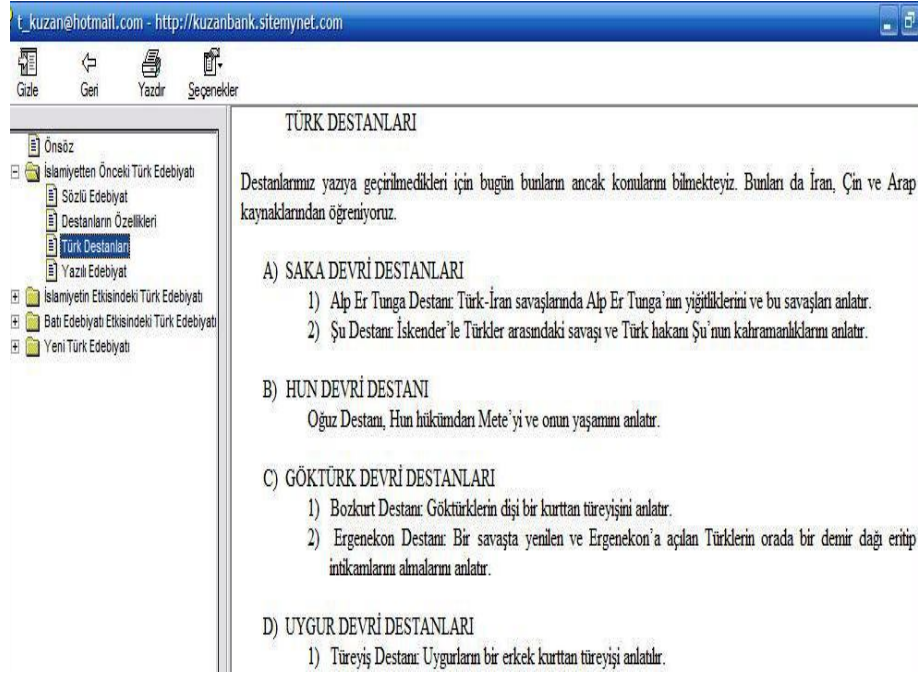 t_kuzan@hotmail.com - http://kuzanbank.sitemynet.com
Gizle Geri Yazdır Seçenekler
Önsöz
İslamiyetten Önceki Türk Edebiyatı
Sözlü Edebiyat
Destanların Özellikleri
Türk Destanları
Yazılı Edebiyat
İslamiyetin Etkisindeki Türk Edebiyatı
Batı Edebiyatı Etkisindeki Türk Edebiyatı
Yeni Türk Edebiyatı
TÜRK DESTANLARI
Destanlarımız yazıya geçirilmedikleri için bugün bunların ancak konularını bilmekteyiz. Bunları da İran, Çin ve Arap
kaynaklarından öğreniyoruz.
A) SAKA DEVRİ DESTANLARI
1) Alp Er Tunga Destanı: Türk-İran savaşlarında Alp Er Tunga'nın yiğitliklerini ve bu savaşları anlatır.
2) Şu Destanı: İskender'le Türkler arasındaki savaşı ve Türk hakanı Şu'nun kahramanlıklarını anlatır.
B) HUN DEVRİ DESTANI
Oğuz Destanı, Hun hükümdarı Mete'yi ve onun yaşamını anlatır.
C) GÖKTÜRK DEVRİ DESTANLARI
1) Bozkurt Destanı: Göktürklerin dişi bir kurttan türeyişini anlatır.
2) Ergenekon Destanı: Bir savaşta yenilen ve Ergenekon'a açılan Türklerin orada bir demir dağı eritip
intikamlarını almalarını anlatır.
D) UYGUR DEVRİ DESTANLARI
1) Türeyiş Destanı: Uygurların bir erkek kurttan türeyişi anlatılır.